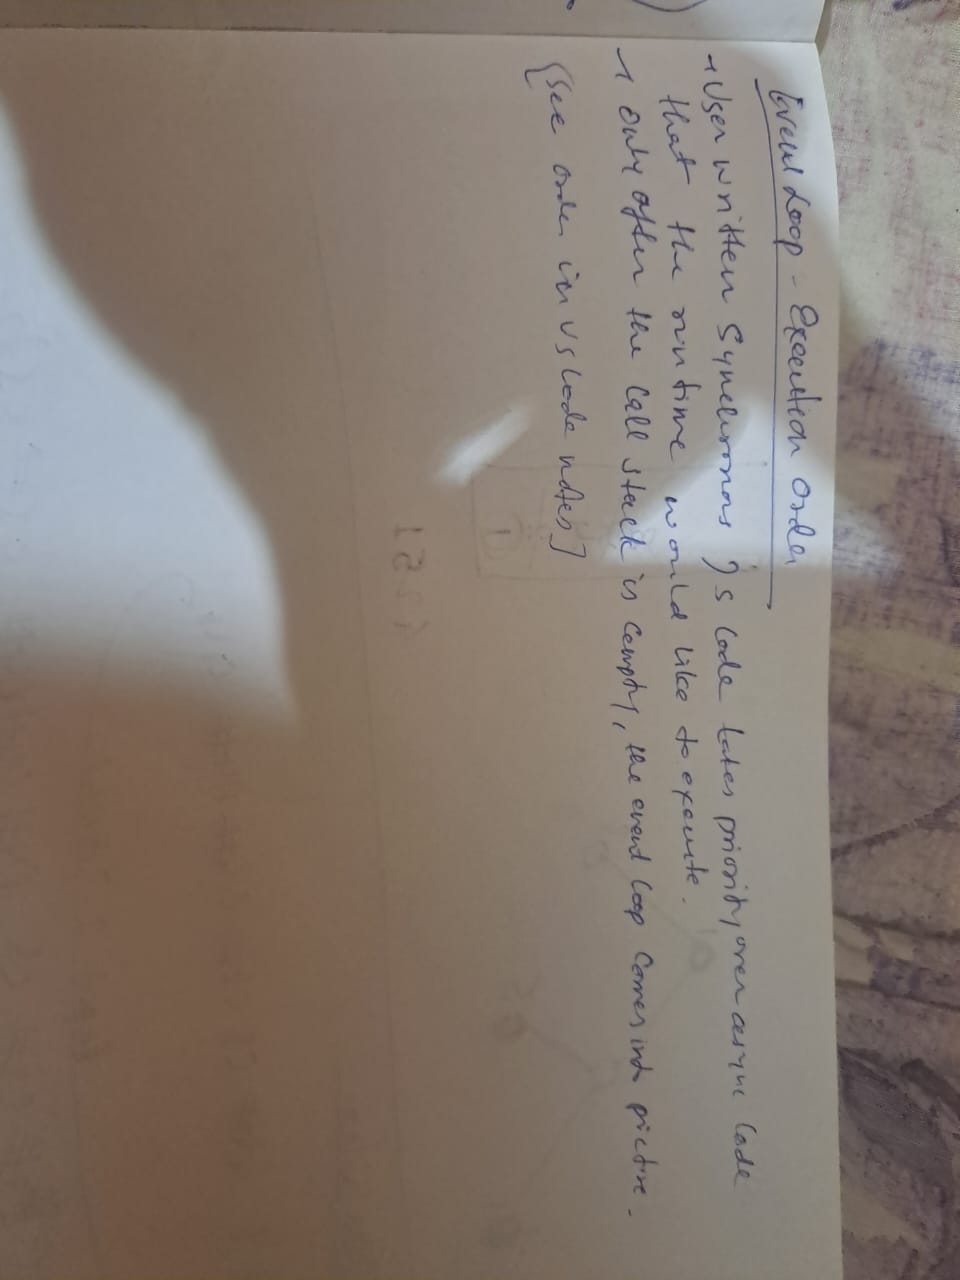 Event Loop - Execution Order
→ User written Synchronous JS code takes priority over async code
that the runtime would like to execute.
→ Only after the call stack is empty, the event loop comes into picture.
[See order in VS Code notes]